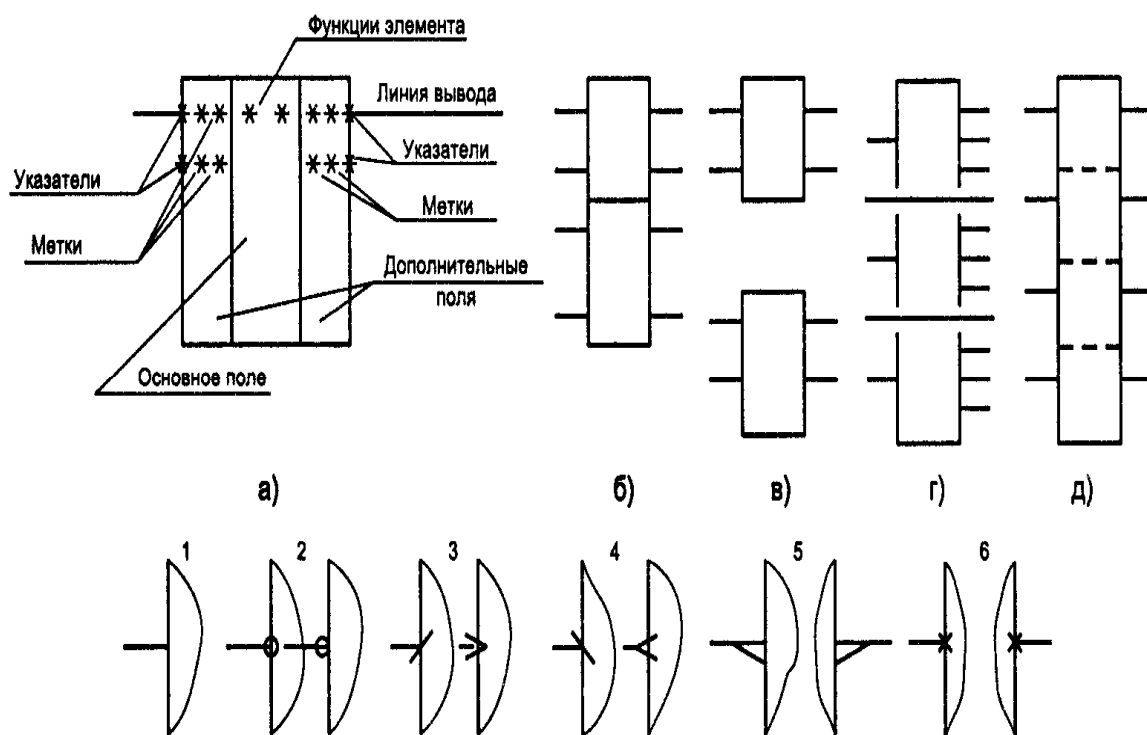 Функции элемента
Линия вывода
Указатели
Указатели
Метки
Метки
Дополнительные
поля
Основное поле
а)
б)
в)
г)
д)
1
2
3
4
5
6